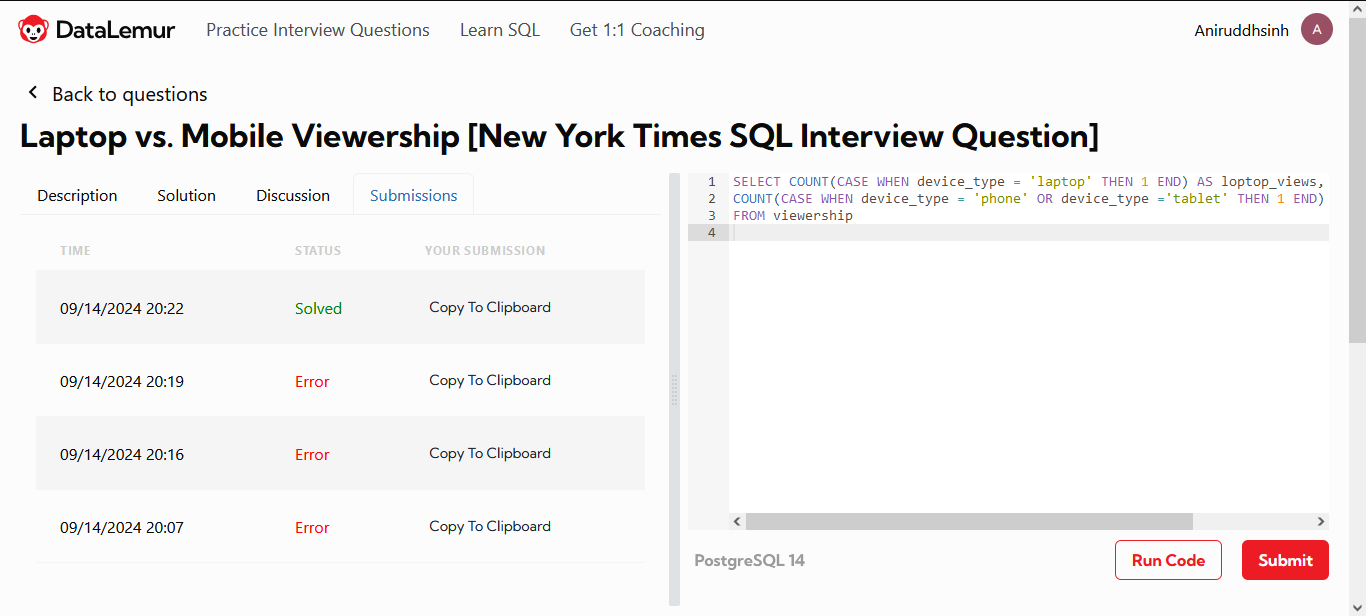 DataLemur Practice Interview Questions Learn SQL Get 1:1 Coaching Aniruddhsinh A
Back to questions
Laptop vs. Mobile Viewership [New York Times SQL Interview Question]
Description Solution Discussion Submissions
TIME STATUS YOUR SUBMISSION
09/14/2024 20:22 Solved Copy To Clipboard
09/14/2024 20:19 Error Copy To Clipboard
09/14/2024 20:16 Error Copy To Clipboard
09/14/2024 20:07 Error Copy To Clipboard
1 SELECT COUNT(CASE WHEN device_type = 'laptop' THEN 1 END) AS loptop_views,
2 COUNT(CASE WHEN device_type = 'phone' OR device_type ='tablet' THEN 1 END)
3 FROM viewership
4
PostgreSQL 14 Run Code Submit